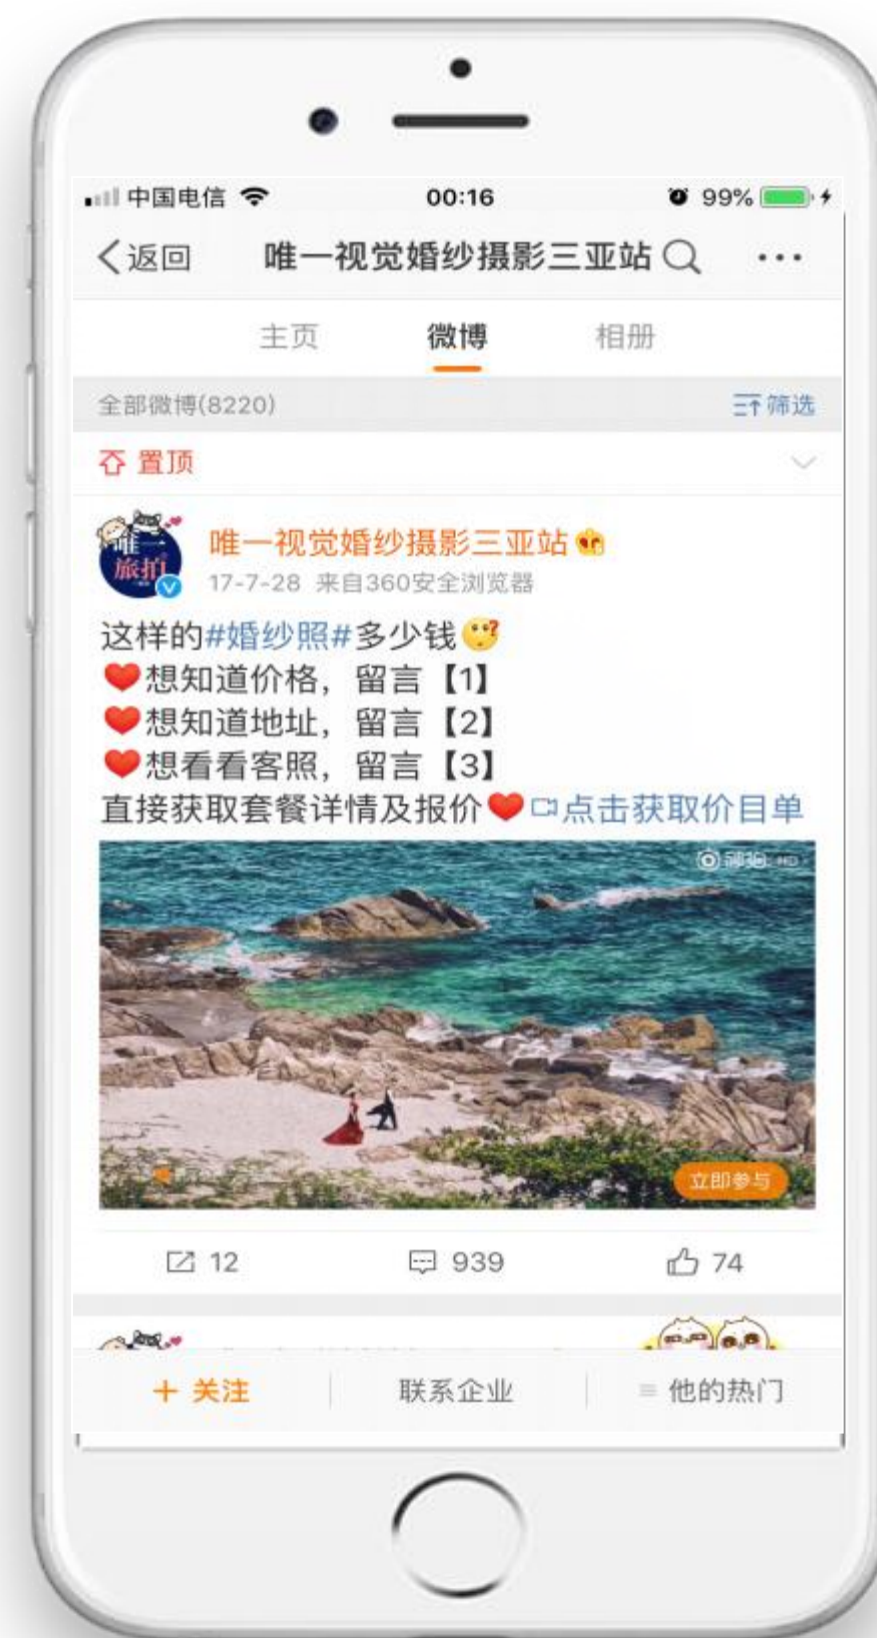 中国电信 00:16 99%
返回 唯一视觉婚纱摄影三亚站
主页 微博 相册
全部微博(8220) 筛选
置顶
唯一
旅拍
唯一视觉婚纱摄影三亚站
17-7-28 来自360安全浏览器
这样的#婚纱照#多少钱
想知道价格，留言【1】
想知道地址，留言【2】
想看看客照，留言【3】
直接获取套餐详情及报价 点击获取价目单
立即参与
12 939 74
+ 关注 联系企业 他的热门